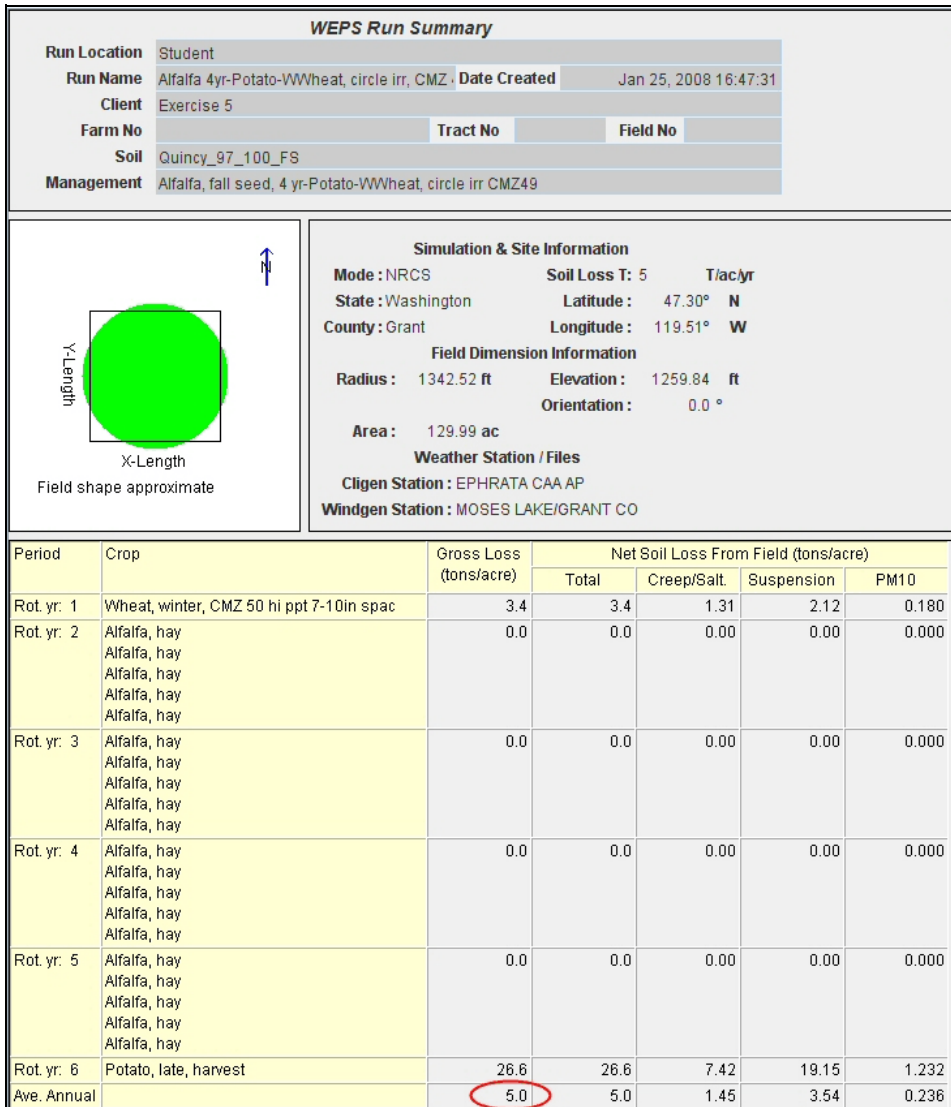 WEPS Run Summary
Run Location Student
Run Name Alfalfa 4yr-Potato-WWheat, circle irr, CMZ Date Created Jan 25, 2008 16:47:31
Client Exercise 5
Farm No Tract No Field No
Soil Quincy_97_100_FS
Management Alfalfa, fall seed, 4 yr-Potato-WWheat, circle irr CMZ49
N
Y-Length
X-Length
Field shape approximate
Simulation & Site Information
Mode : NRCS Soil Loss T: 5 T/ac/yr
State : Washington Latitude : 47.30° N
County : Grant Longitude : 119.51° W
Field Dimension Information
Radius : 1342.52 ft Elevation : 1259.84 ft
Orientation : 0.0 °
Area : 129.99 ac
Weather Station / Files
Cligen Station : EPHRATA CAA AP
Windgen Station : MOSES LAKE/GRANT CO
Period Crop Gross Loss Net Soil Loss From Field (tons/acre)
(tons/acre) Total Creep/Salt. Suspension PM10
Rot. yr: 1 Wheat, winter, CMZ 50 hi ppt 7-10in spac 3.4 3.4 1.31 2.12 0.180
Rot. yr: 2 Alfalfa, hay 0.0 0.0 0.00 0.00 0.000
Alfalfa, hay
Alfalfa, hay
Alfalfa, hay
Alfalfa, hay
Rot. yr: 3 Alfalfa, hay 0.0 0.0 0.00 0.00 0.000
Alfalfa, hay
Alfalfa, hay
Alfalfa, hay
Alfalfa, hay
Rot. yr: 4 Alfalfa, hay 0.0 0.0 0.00 0.00 0.000
Alfalfa, hay
Alfalfa, hay
Alfalfa, hay
Alfalfa, hay
Rot. yr: 5 Alfalfa, hay 0.0 0.0 0.00 0.00 0.000
Alfalfa, hay
Alfalfa, hay
Alfalfa, hay
Alfalfa, hay
Rot. yr: 6 Potato, late, harvest 26.6 26.6 7.42 19.15 1.232
Ave. Annual 5.0 5.0 1.45 3.54 0.236